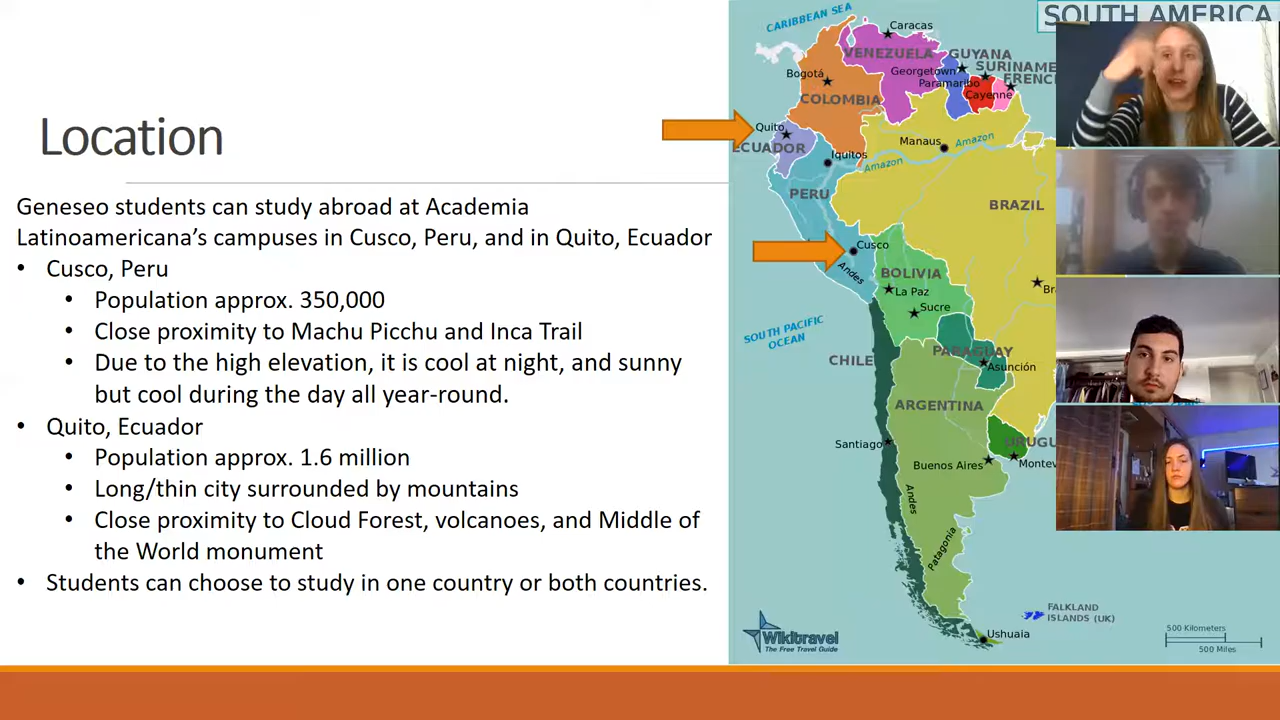 Location
Geneseo students can study abroad at Academia
Latinoamericana’s campuses in Cusco, Peru, and in Quito, Ecuador
• Cusco, Peru
• Population approx. 350,000
• Close proximity to Machu Picchu and Inca Trail
• Due to the high elevation, it is cool at night, and sunny
but cool during the day all year-round.
• Quito, Ecuador
• Population approx. 1.6 million
• Long/thin city surrounded by mountains
• Close proximity to Cloud Forest, volcanoes, and Middle of
the World monument
• Students can choose to study in one country or both countries.
SOUTH AMERICA
CARIBBEAN SEA
Caracas
VENEZUELA
GUYANA
Georgetown
SURINAME
Paramaribo
FRENC
Cayenne
Bogotá
COLOMBIA
Quito
ECUADOR
Iquitos
Manaus
Amazon
Amazon
PERU
BRAZIL
Cusco
Andes
BOLIVIA
La Paz
Sucre
Br
SOUTH PACIFIC
OCEAN
CHILE
PARAGUAY
Asunción
ARGENTINA
Santiago
URUGU
Buenos Aires
Montev
Andes
Patagonia
FALKLAND
ISLANDS (UK)
Ushuaia
Wikitravel
The Free Travel Guide
500 Kilometers
500 Miles